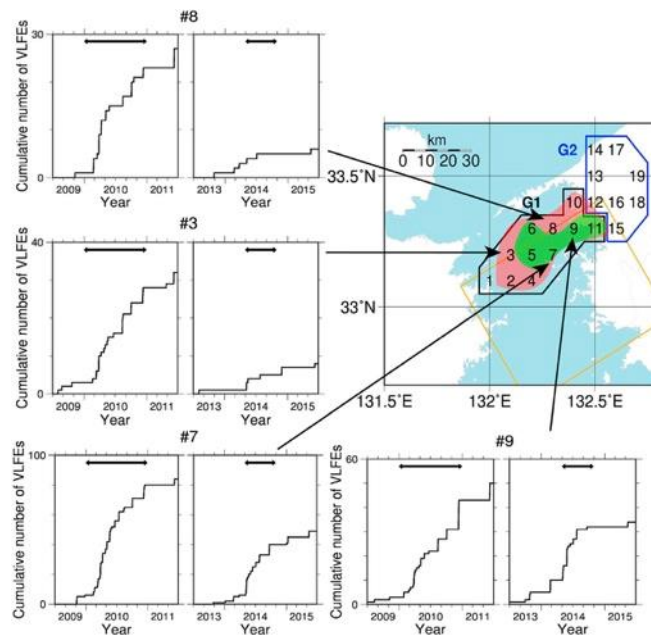 #8
Cumulative number of VLFEs
30
0
2009 2010 2011
Year
2013 2014 2015
Year
#3
Cumulative number of VLFEs
40
0
2009 2010 2011
Year
2013 2014 2015
Year
#7
Cumulative number of VLFEs
100
0
2009 2010 2011
Year
2013 2014 2015
Year
#9
Cumulative number of VLFEs
60
0
2009 2010 2011
Year
2013 2014 2015
Year
km
0 10 20 30
G2
14 17
33.5°
13 19
G1
10 12 16 18
6 8 9 11 15
3 5 7
1 2 4
33°N
131.5°E 132°E 132.5°E